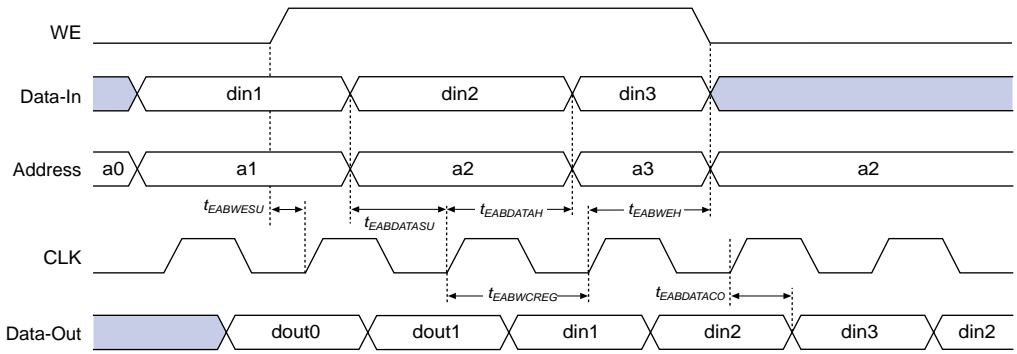 WE
Data-In din1 din2 din3
Address a0 a1 a2 a3 a2
tEABWESU tEABDATASU tEABDATAH tEABWEH
CLK
tEABWCREG tEABDATACO
Data-Out dout0 dout1 din1 din2 din3 din2